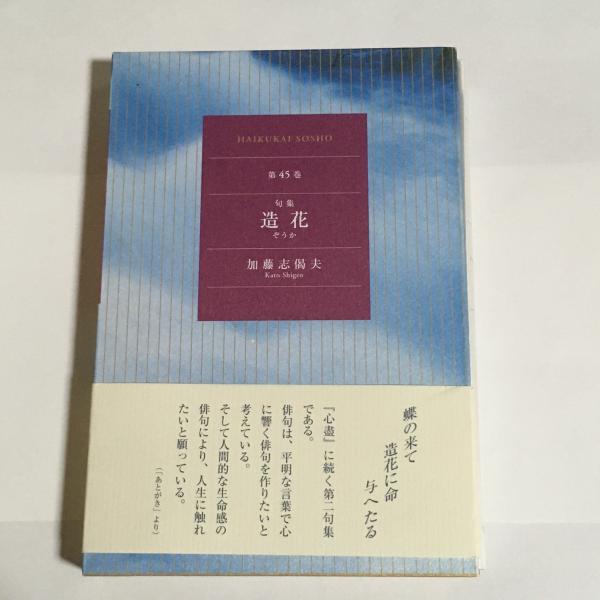 HAIKUKAI SOSHO
第45巻
句集
造花
ぞうか
加藤志偈夫
Kato Shigeo
蝶の来て
造花に命
与へたる
『心盡』に続く第二句集
である。
俳句は、平明な言葉で心
に響く俳句を作りたいと
考えている。
そして人間的な生命感の
俳句により、人生に触れ
たいと願っている。
(「あとがき」より)